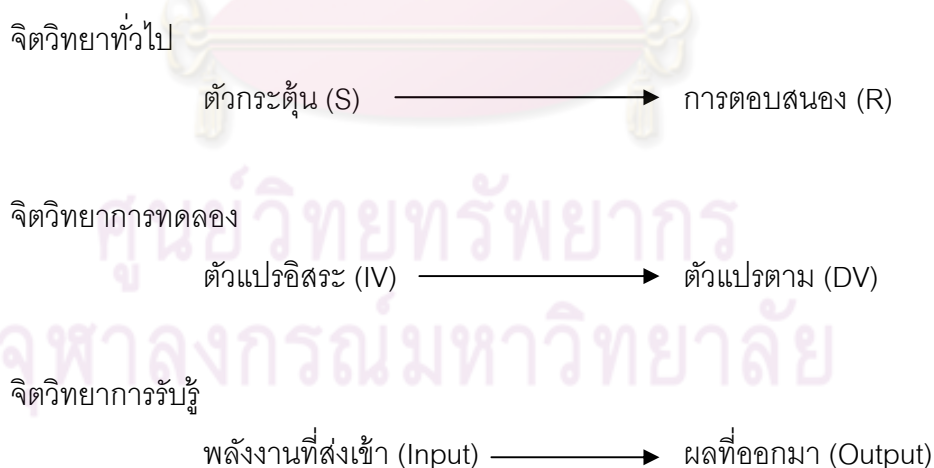 จิตวิทยาทั่วไป
ตัวกระตุ้น (S) การตอบสนอง (R)
ศูนย์วิทยทรัพยากร
จิตวิทยาการทดลอง
ตัวแปรอิสระ (IV) ตัวแปรตาม (DV)
จุฬาลงกรณ์มหาวิทยาลัย
จิตวิทยาการรับรู้
พลังงานที่ส่งเข้า (Input) ผลที่ออกมา (Output)